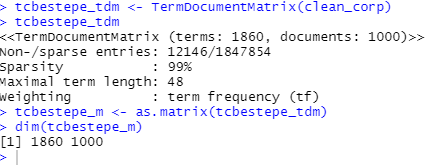 > tcbestepe_tdm <- TermDocumentMatrix(clean_corp)
> tcbestepe_tdm
<<TermDocumentMatrix (terms: 1860, documents: 1000)>>
Non-/sparse entries: 12146/1847854
Sparsity           : 99%
Maximal term length: 48
Weighting          : term frequency (tf)
> tcbestepe_m <- as.matrix(tcbestepe_tdm)
> dim(tcbestepe_m)
[1] 1860 1000
>